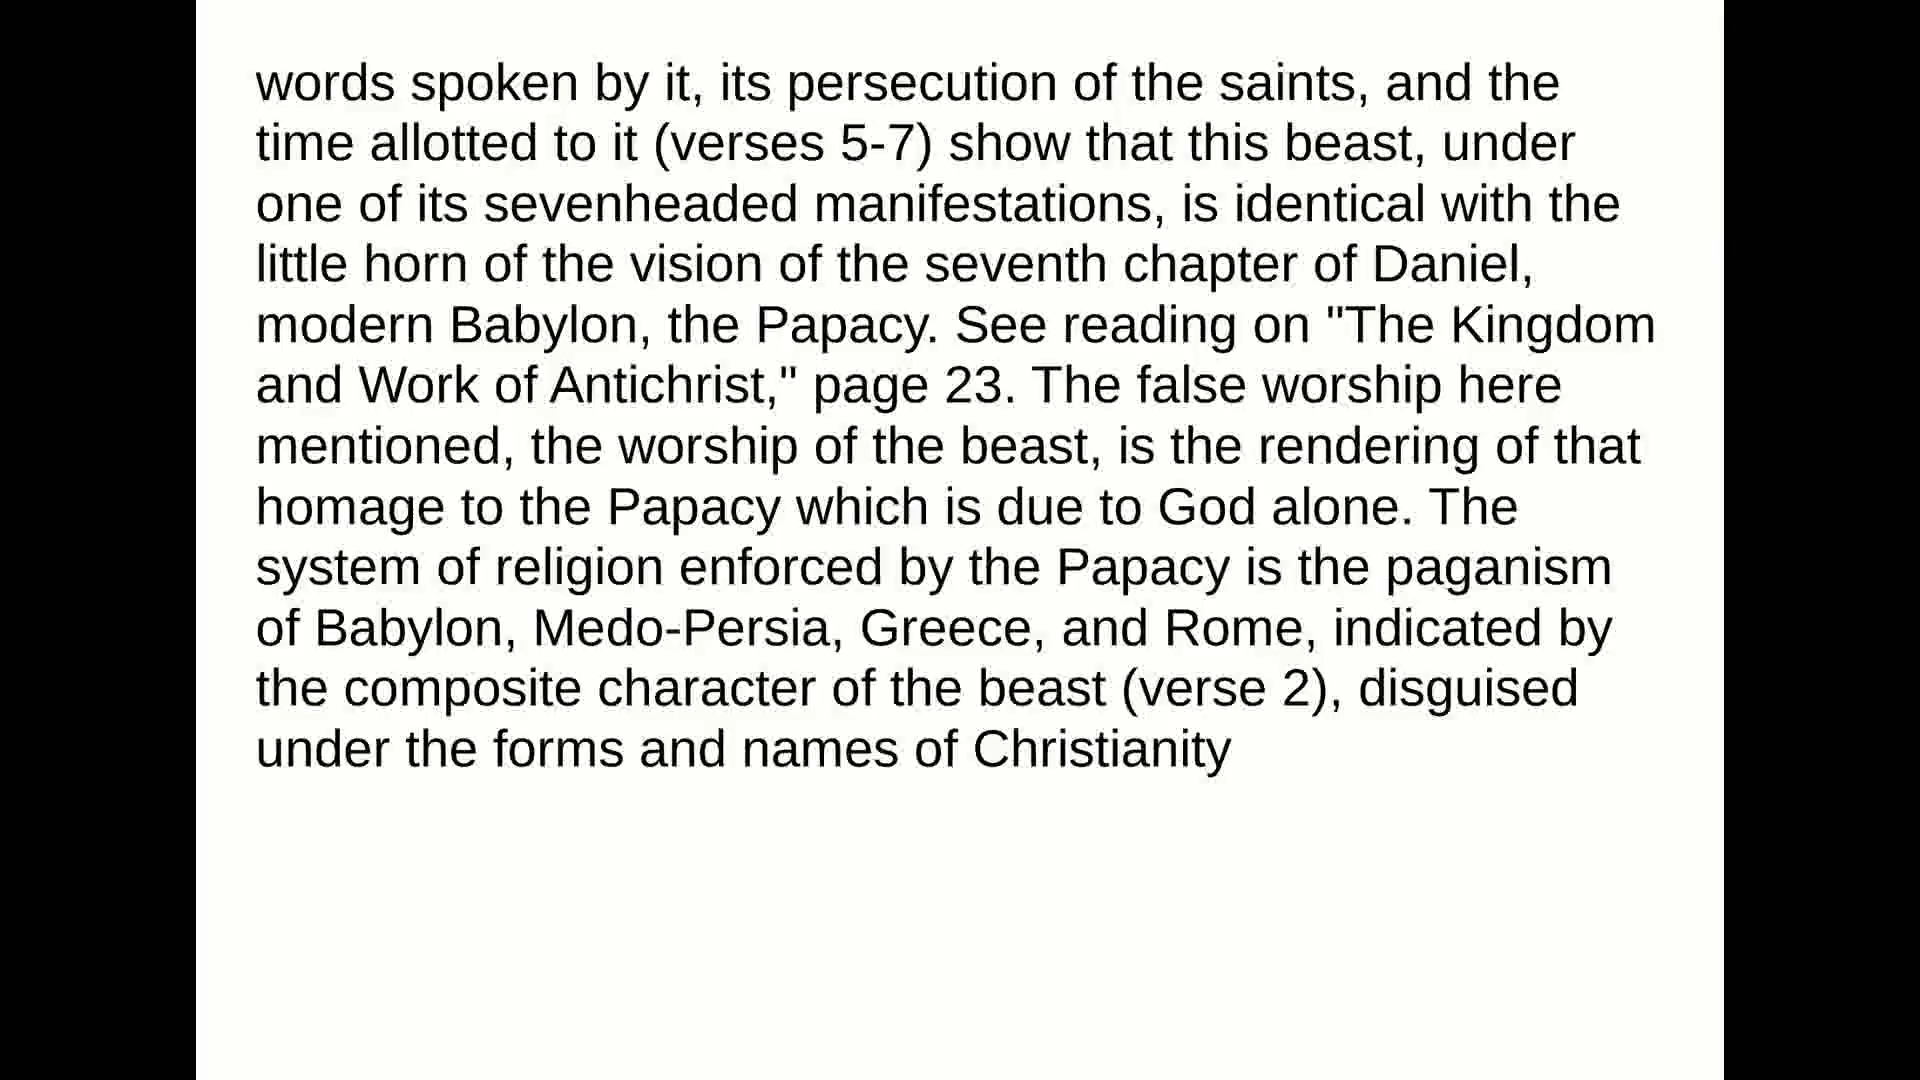 words spoken by it, its persecution of the saints, and the
time allotted to it (verses 5-7) show that this beast, under
one of its sevenheaded manifestations, is identical with the
little horn of the vision of the seventh chapter of Daniel,
modern Babylon, the Papacy. See reading on "The Kingdom
and Work of Antichrist," page 23. The false worship here
mentioned, the worship of the beast, is the rendering of that
homage to the Papacy which is due to God alone. The
system of religion enforced by the Papacy is the paganism
of Babylon, Medo-Persia, Greece, and Rome, indicated by
the composite character of the beast (verse 2), disguised
under the forms and names of Christianity